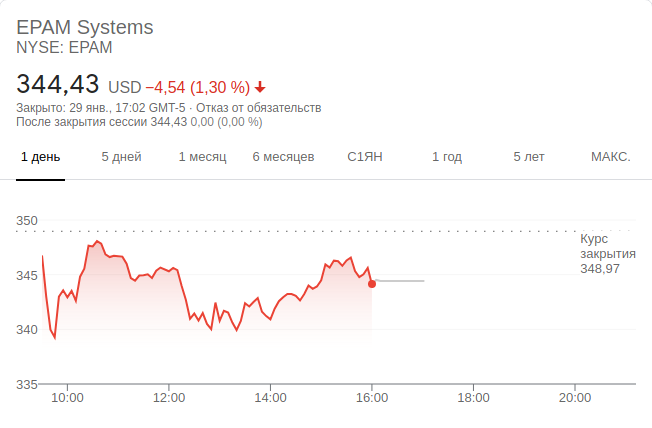 EPAM Systems
NYSE: EPAM
344,43 USD −4,54 (1,30 %)
Закрыто: 29 янв., 17:02 GMT-5 · Отказ от обязательств
После закрытия сессии 344,43 0,00 (0,00 %)
1 день 5 дней 1 месяц 6 месяцев С1ЯН 1 год 5 лет МАКС.
350
Курс
закрытия
348,97
345
340
335
10:00 12:00 14:00 16:00 18:00 20:00